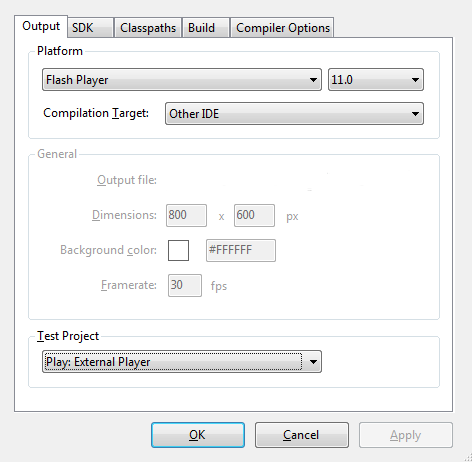 Output SDK Classpaths Build Compiler Options
Platform
Flash Player 11.0
Compilation Target: Other IDE
General
Output file:
Dimensions: 800 x 600 px
Background color: #FFFFFF
Framerate: 30 fps
Test Project
Play: External Player
OK Cancel Apply